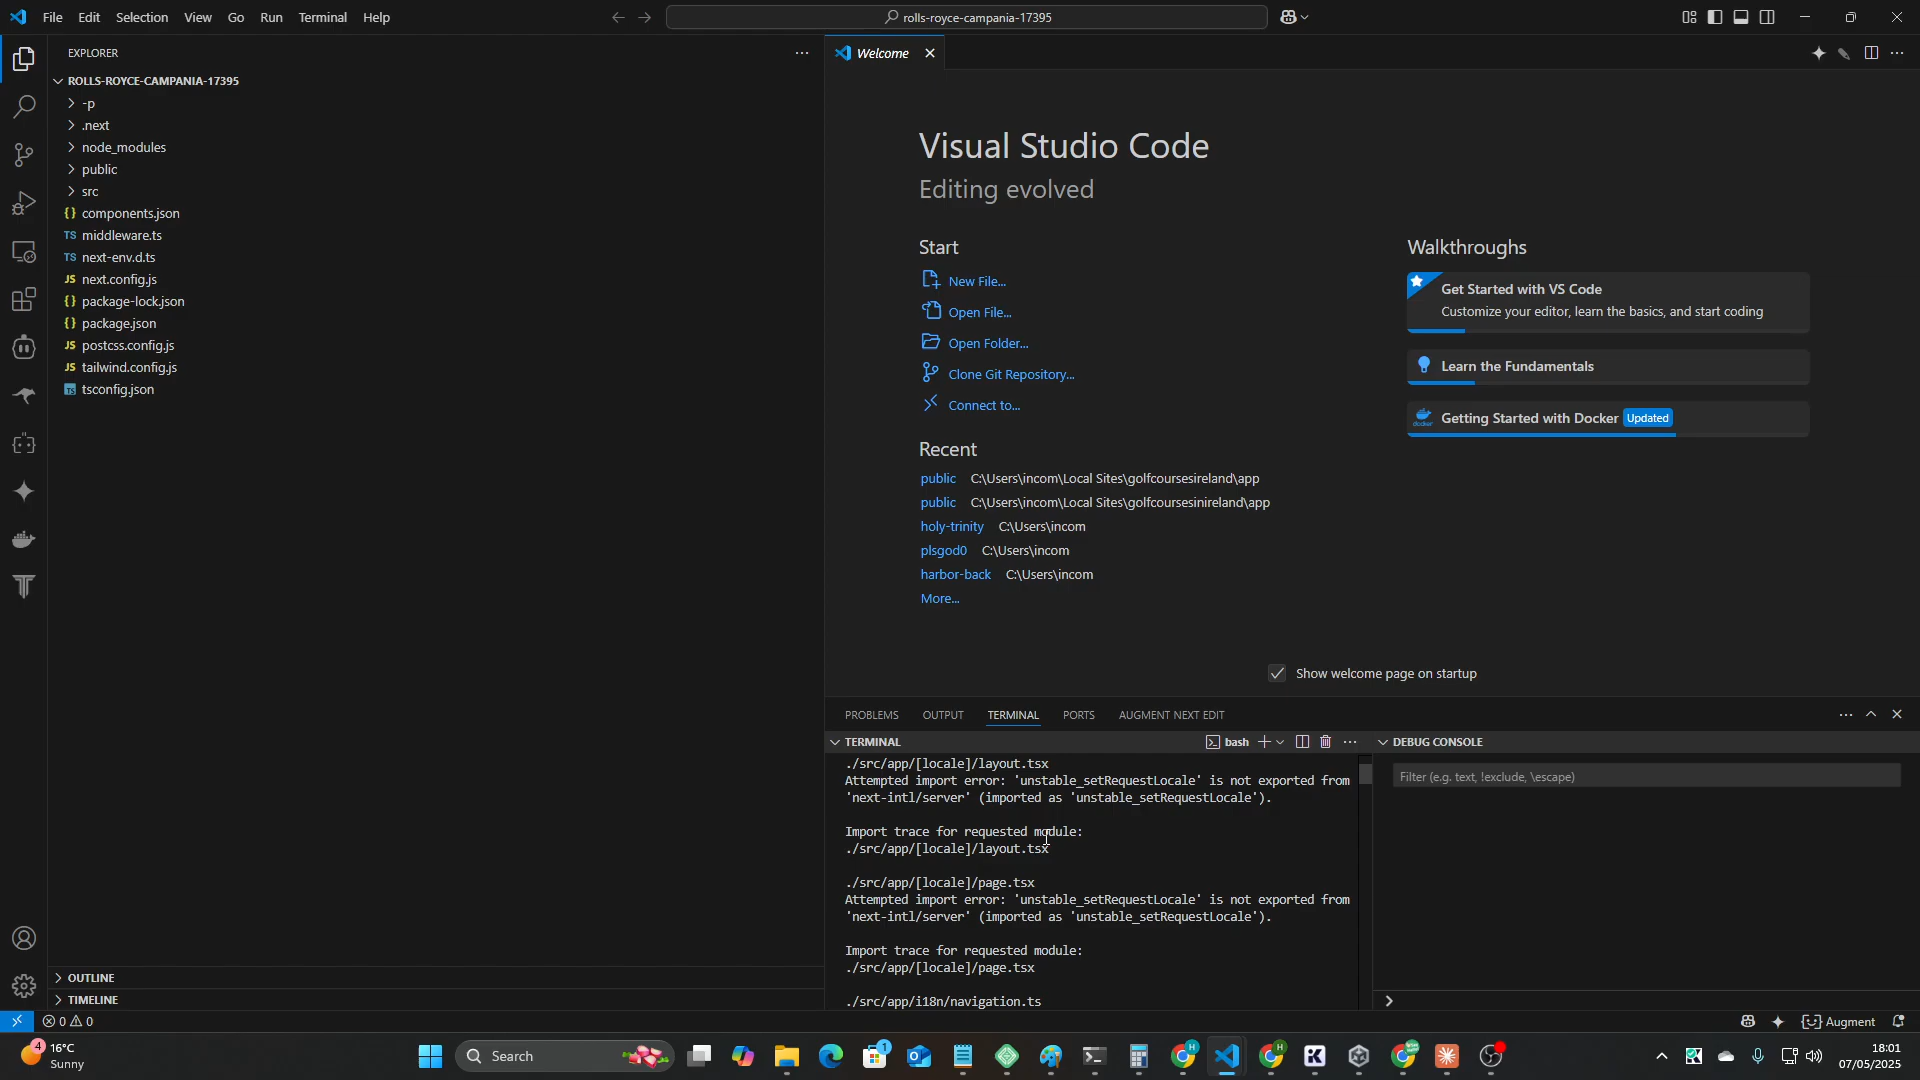 File Edit Selection View Go Run Terminal Help
rolls-royce-campania-17395
EXPLORER
ROLLS-ROYCE-CAMPANIA-17395
-p
.next
node_modules
public
src
{} components.json
TS middleware.ts
TS next-env.d.ts
JS next.config.js
{} package-lock.json
{} package.json
JS postcss.config.js
JS tailwind.config.js
TS tsconfig.json
OUTLINE
TIMELINE
Welcome
Visual Studio Code
Editing evolved
Start
New File...
Open File...
Open Folder...
Clone Git Repository...
Connect to...
Recent
public C:\Users\incom\Local Sites\golfcoursesireland\app
public C:\Users\incom\Local Sites\golfcoursesinireland\app
holy-trinity C:\Users\incom
plsgod0 C:\Users\incom
harbor-back C:\Users\incom
More...
Walkthroughs
Get Started with VS Code
Customize your editor, learn the basics, and start coding
Learn the Fundamentals
docker
Getting Started with Docker Updated
Show welcome page on startup
PROBLEMS OUTPUT TERMINAL PORTS AUGMENT NEXT EDIT
TERMINAL
bash
./src/app/[locale]/layout.tsx
Attempted import error: 'unstable_setRequestLocale' is not exported from
'next-intl/server' (imported as 'unstable_setRequestLocale').
Import trace for requested module:
./src/app/[locale]/layout.tsx
./src/app/[locale]/page.tsx
Attempted import error: 'unstable_setRequestLocale' is not exported from
'next-intl/server' (imported as 'unstable_setRequestLocale').
Import trace for requested module:
./src/app/[locale]/page.tsx
./src/app/i18n/navigation.ts
DEBUG CONSOLE
Filter (e.g. text, !exclude, \escape)
0 0
Augment
4
16°C
Sunny
Search
1
H
H
K
18:01
07/05/2025